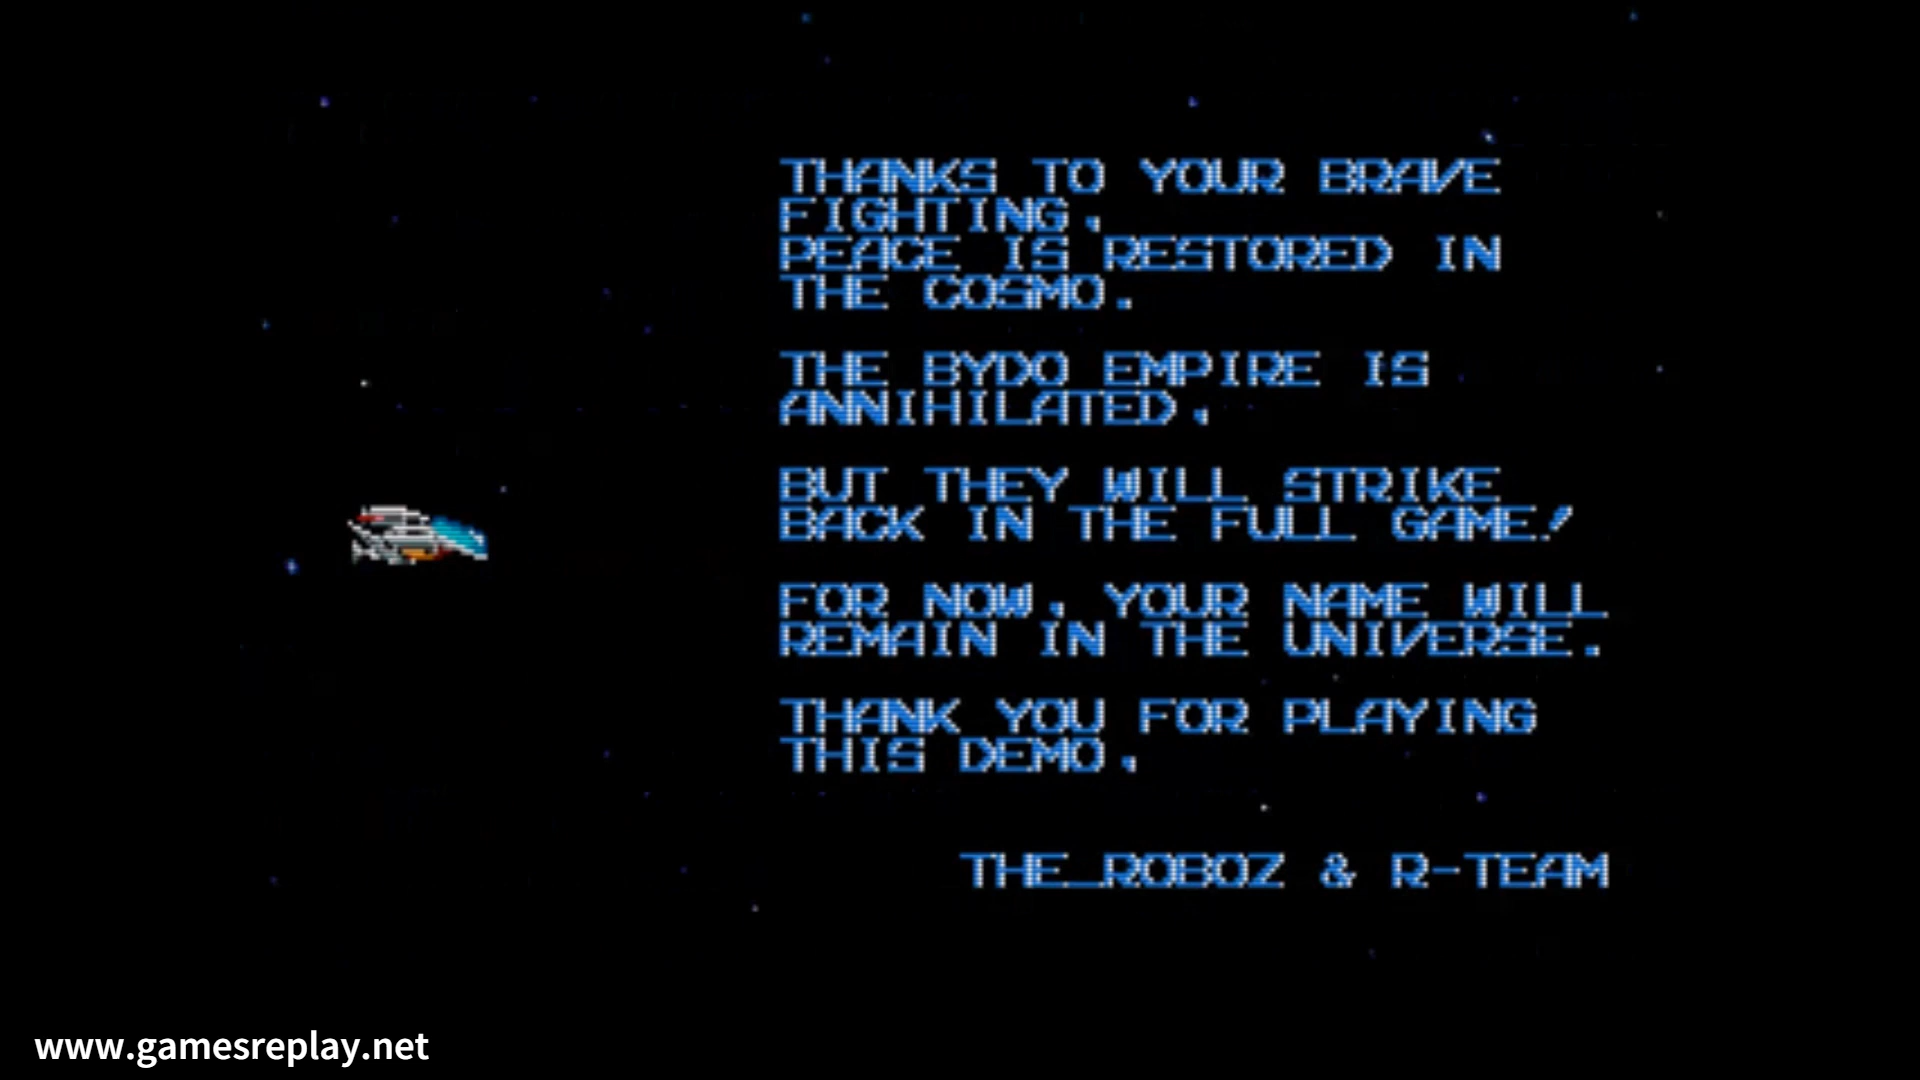 THANKS TO YOUR BRAVE
FIGHTING,
PEACE IS RESTORED IN
THE COSMO.
THE BYDO EMPIRE IS
ANNIHILATED,
BUT THEY WILL STRIKE
BACK IN THE FULL GAME!
FOR NOW, YOUR NAME WILL
REMAIN IN THE UNIVERSE.
THANK YOU FOR PLAYING
THIS DEMO,
THE_ROBOZ & R-TEAM
www.gamesreplay.net